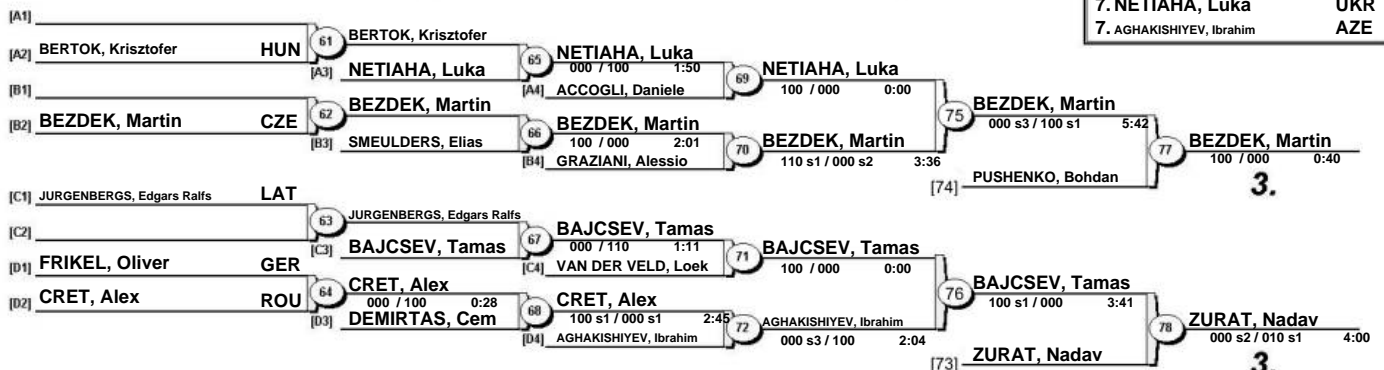 7. NETIAHA, Luka UKR
7. AGHAKISHIYEV, Ibrahim AZE
[A1]
[A2] BERTOK, Krisztofer HUN
61 BERTOK, Krisztofer
[A3] NETIAHA, Luka
65 NETIAHA, Luka
000 / 100 1:50
[A4] ACCOGLI, Daniele
69 NETIAHA, Luka
100 / 000 0:00
[B1]
[B2] BEZDEK, Martin CZE
62 BEZDEK, Martin
[B3] SMEULDERS, Elias
66 BEZDEK, Martin
100 / 000 2:01
[B4] GRAZIANI, Alessio
70 BEZDEK, Martin
110 s1 / 000 s2 3:36
75 BEZDEK, Martin
000 s3 / 100 s1 5:42
[74] PUSHENKO, Bohdan
77 BEZDEK, Martin
100 / 000 0:40
3.
[C1] JURGENBERGS, Edgars Ralfs LAT
[C2]
63 JURGENBERGS, Edgars Ralfs
[C3] BAJCSEV, Tamas
67 BAJCSEV, Tamas
000 / 110 1:11
[C4] VAN DER VELD, Loek
71 BAJCSEV, Tamas
100 / 000 0:00
[D1] FRIKEL, Oliver GER
[D2] CRET, Alex ROU
64 CRET, Alex
000 / 100 0:28
[D3] DEMIRTAS, Cem
68 CRET, Alex
100 s1 / 000 s1 2:45
[D4] AGHAKISHIYEV, Ibrahim
72 AGHAKISHIYEV, Ibrahim
000 s3 / 100 2:04
76 BAJCSEV, Tamas
100 s1 / 000 3:41
[73] ZURAT, Nadav
78 ZURAT, Nadav
000 s2 / 010 s1 4:00
3.